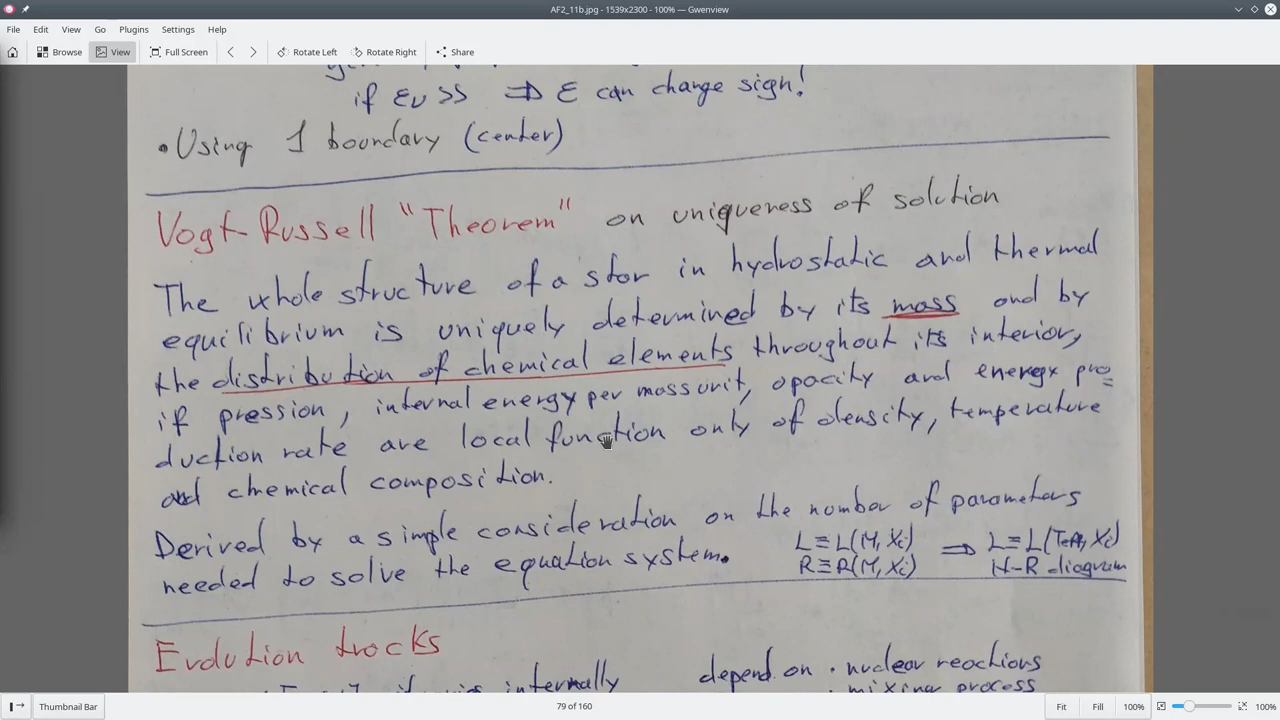 AF2_11b.jpg - 1539x2300 - 100% — Gwenview
File Edit View Go Plugins Settings Help
Browse View Full Screen Rotate Left Rotate Right Share
if εν >> ⇒ ε can change sign!
• Using 1 boundary (center)
Vogt-Russell "Theorem" on uniqueness of solution
The whole structure of a star in hydrostatic and thermal
equilibrium is uniquely determined by its mass and by
the distribution of chemical elements throughout its interior,
if pression, internal energy per mass unit, opacity and energy pro=
duction rate are local function only of density, temperature
and chemical composition.
Derived by a simple consideration on the number of parameters
needed to solve the equation system.
L≡L(M,Xi) ⇒ L≡L(Teff,Xi)
R≡R(M,Xi) H-R diagram
Evolution tracks
internally depend on • nuclear reactions
• mixing process
Thumbnail Bar 79 of 160 Fit Fill 100% 100%